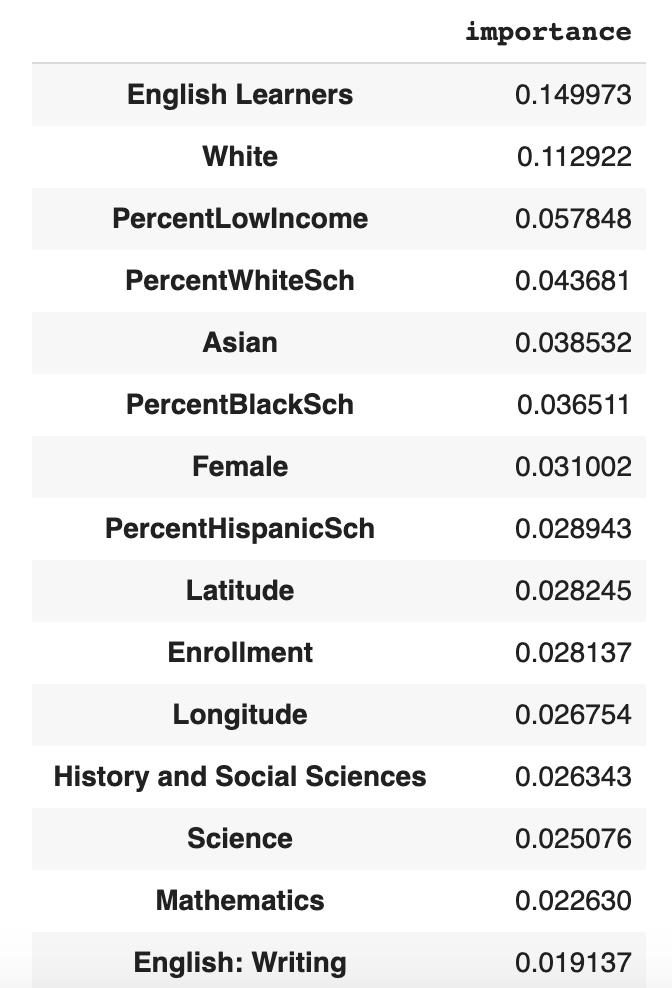 importance
English Learners 0.149973
White 0.112922
PercentLowIncome 0.057848
PercentWhiteSch 0.043681
Asian 0.038532
PercentBlackSch 0.036511
Female 0.031002
PercentHispanicSch 0.028943
Latitude 0.028245
Enrollment 0.028137
Longitude 0.026754
History and Social Sciences 0.026343
Science 0.025076
Mathematics 0.022630
English: Writing 0.019137